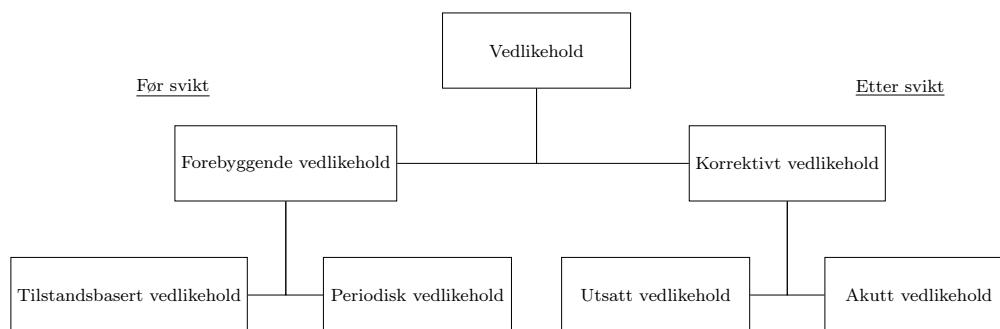 Vedlikehold
Før svikt
Etter svikt
Forebyggende vedlikehold
Korrektivt vedlikehold
Tilstandsbasert vedlikehold
Periodisk vedlikehold
Utsatt vedlikehold
Akutt vedlikehold